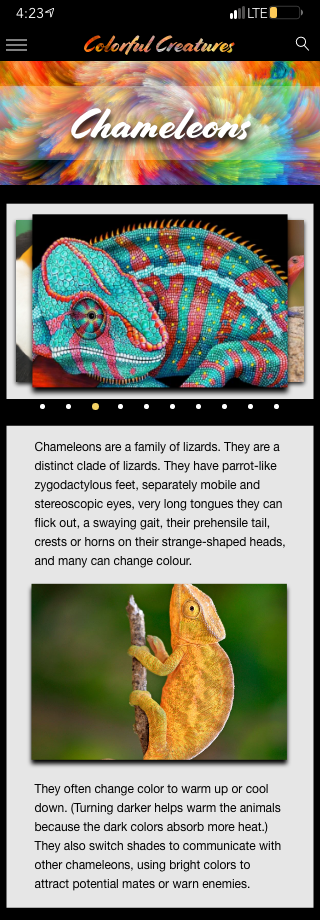 4:23
LTE
Colorful Creatures
Chameleons
Chameleons are a family of lizards. They are a
distinct clade of lizards. They have parrot-like
zygodactylous feet, separately mobile and
stereoscopic eyes, very long tongues they can
flick out, a swaying gait, their prehensile tail,
crests or horns on their strange-shaped heads,
and many can change colour.
They often change color to warm up or cool
down. (Turning darker helps warm the animals
because the dark colors absorb more heat.)
They also switch shades to communicate with
other chameleons, using bright colors to
attract potential mates or warn enemies.